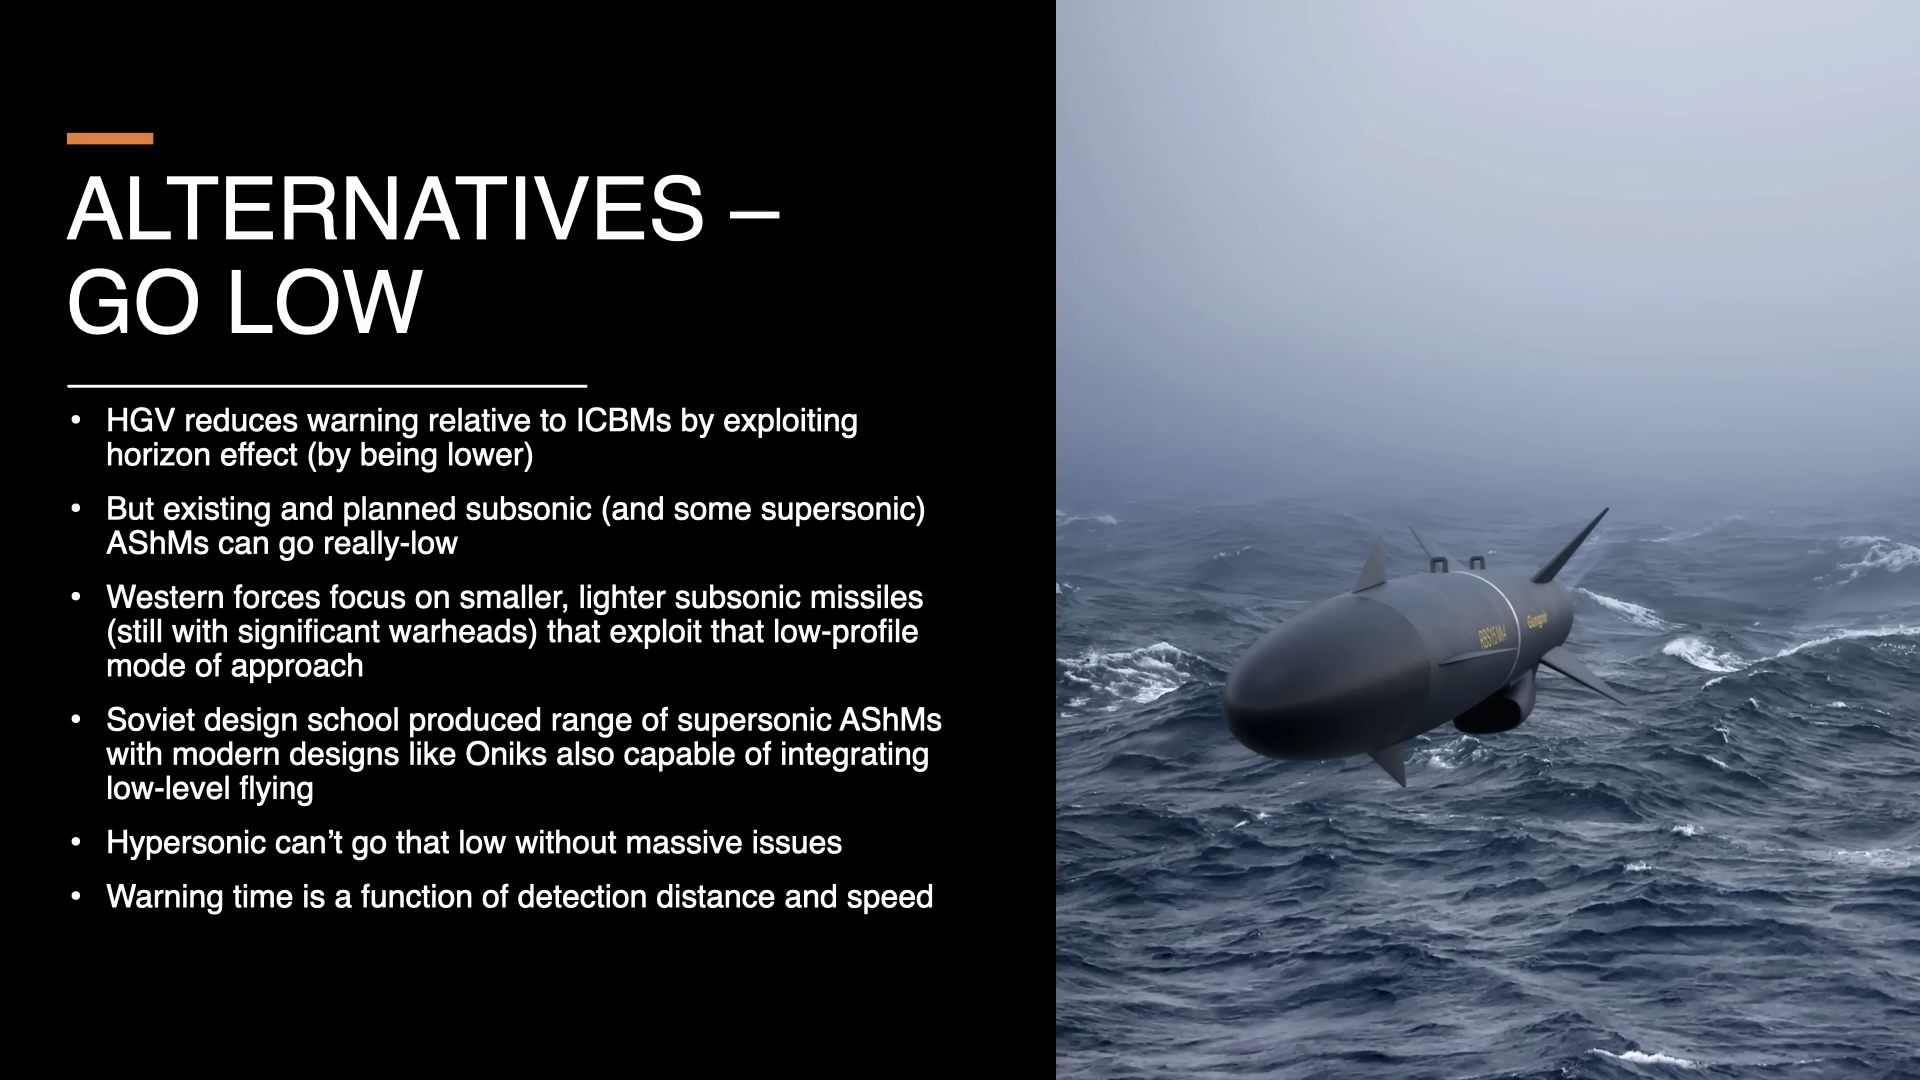 ALTERNATIVES –
GO LOW
• HGV reduces warning relative to ICBMs by exploiting
horizon effect (by being lower)
• But existing and planned subsonic (and some supersonic)
AShMs can go really-low
• Western forces focus on smaller, lighter subsonic missiles
(still with significant warheads) that exploit that low-profile
mode of approach
• Soviet design school produced range of supersonic AShMs
with modern designs like Oniks also capable of integrating
low-level flying
• Hypersonic can’t go that low without massive issues
• Warning time is a function of detection distance and speed
RBS15 Mk4
Gungnir